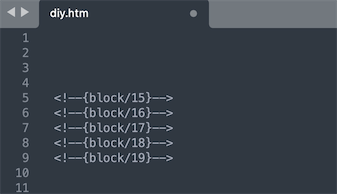 diy.htm
1
2
3
4
5 <!--{block/15}-->
6 <!--{block/16}-->
7 <!--{block/17}-->
8 <!--{block/18}-->
9 <!--{block/19}-->
10
11